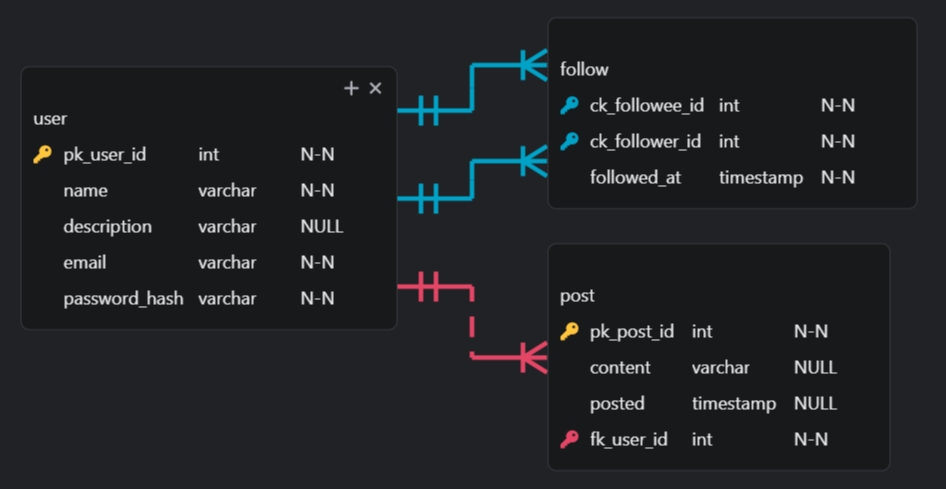 user
pk_user_id int N-N
name varchar N-N
description varchar NULL
email varchar N-N
password_hash varchar N-N
follow
ck_followee_id int N-N
ck_follower_id int N-N
followed_at timestamp N-N
post
pk_post_id int N-N
content varchar NULL
posted timestamp NULL
fk_user_id int N-N